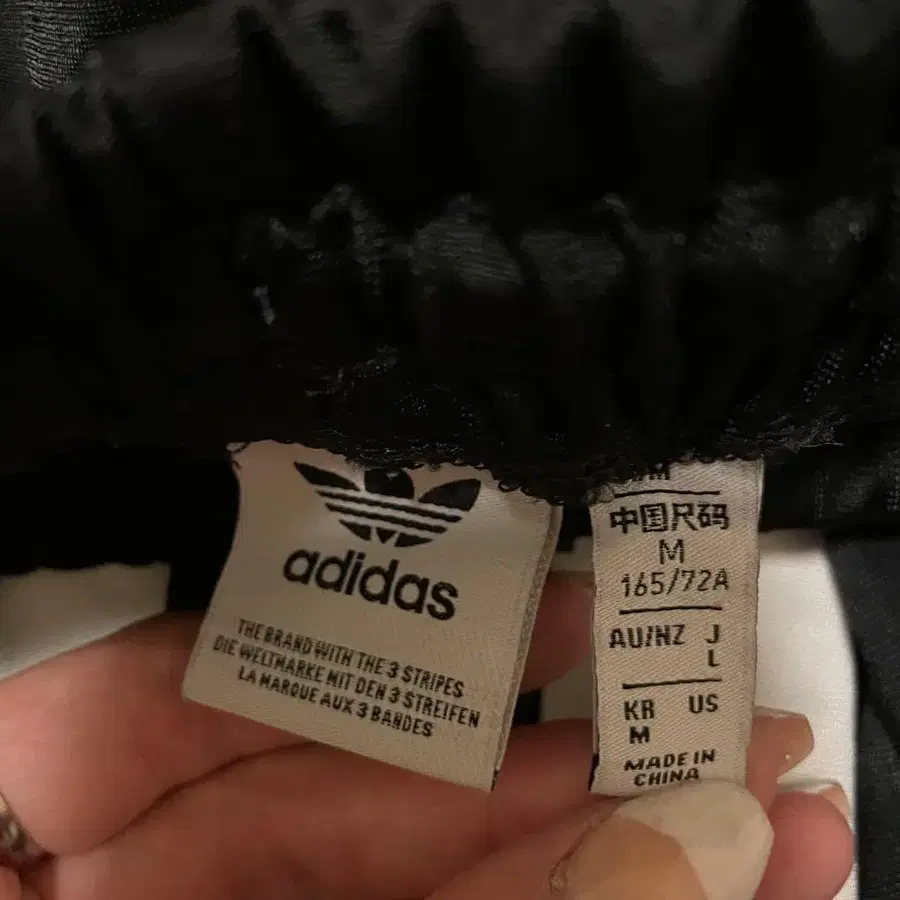 adidas
THE BRAND WITH THE 3 STRIPES
DIE WELTMARKE MIT DEN 3 STREIFEN
LA MARQUE AUX 3 BANDES
中国尺码
M
165/72A
AU/NZ J
L
KR US
M
MADE IN
CHINA